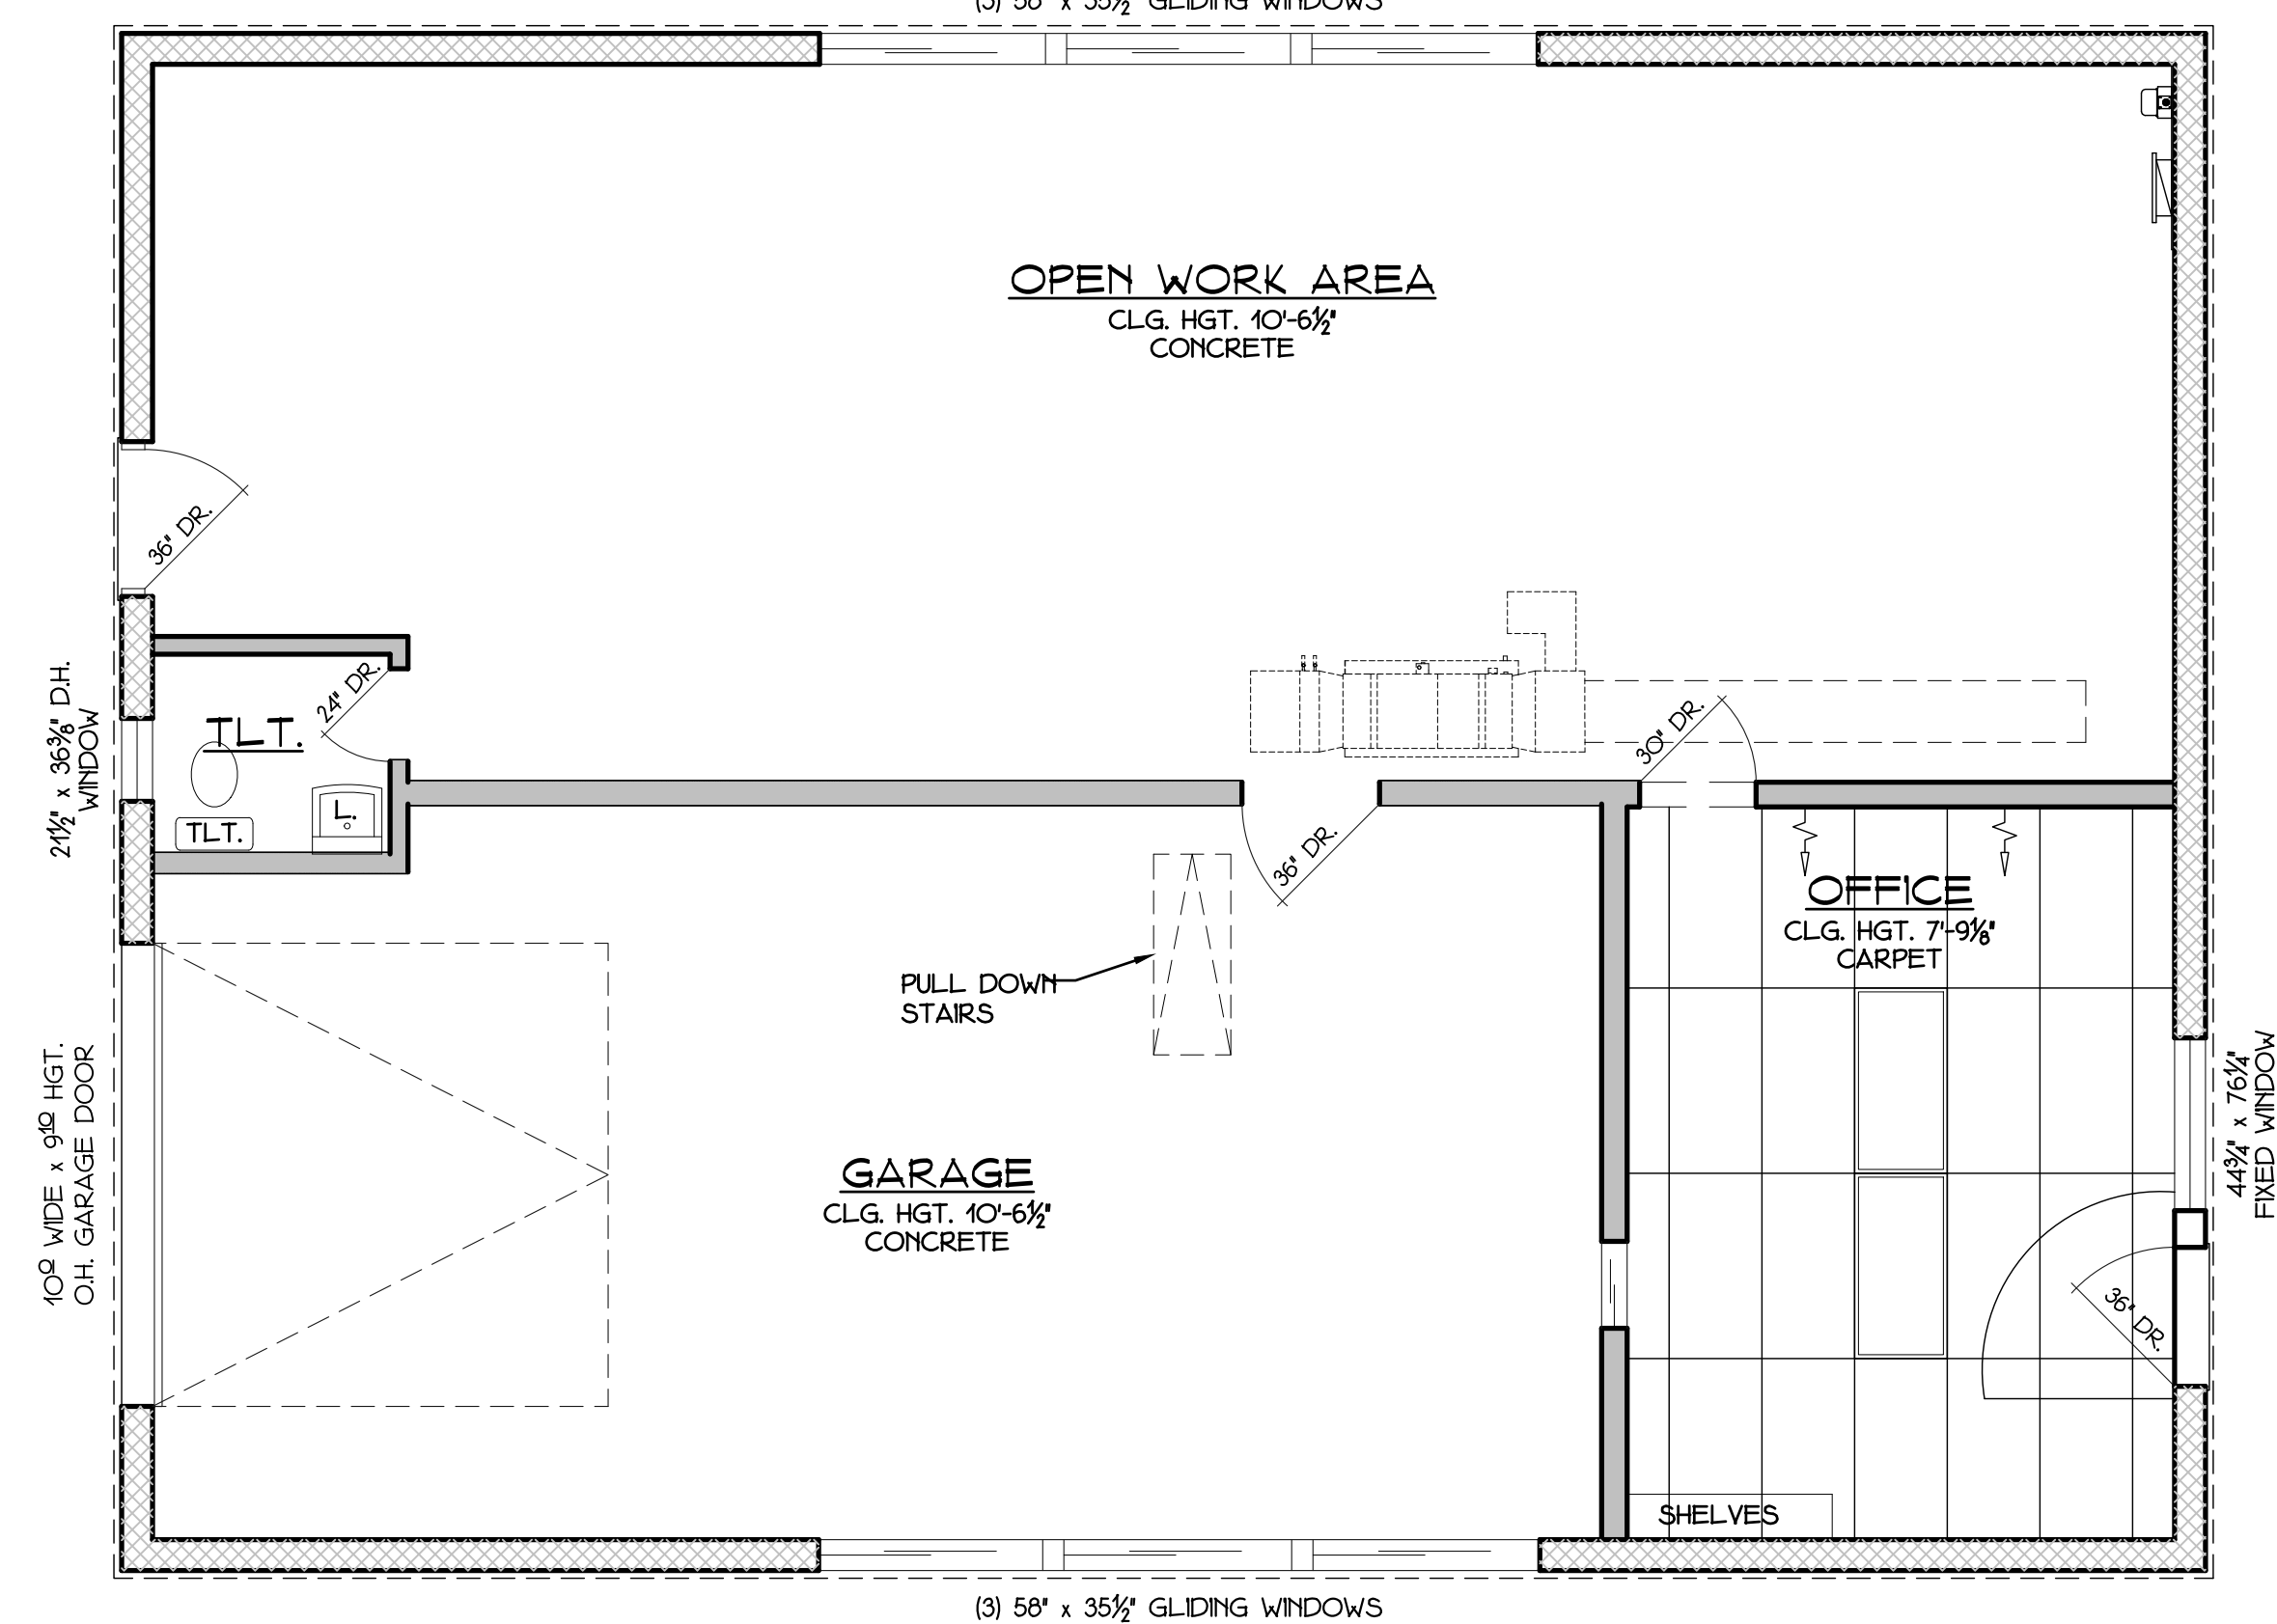 (3) 58" x 35½" GLIDING WINDOWS
OPEN WORK AREA
CLG. HGT. 10'-6½"
CONCRETE
36" DR.
21½" x 36⅜" D.H.
WINDOW
24" DR.
TLT.
L.
TLT.
30" DR.
36" DR.
OFFICE
CLG. HGT. 7'-9⅛"
CARPET
PULL DOWN
STAIRS
10⁰ WIDE x 9¹⁰ HGT.
O.H. GARAGE DOOR
GARAGE
CLG. HGT. 10'-6½"
CONCRETE
44¾" x 76¼"
FIXED WINDOW
36" DR.
SHELVES
(3) 58" x 35½" GLIDING WINDOWS